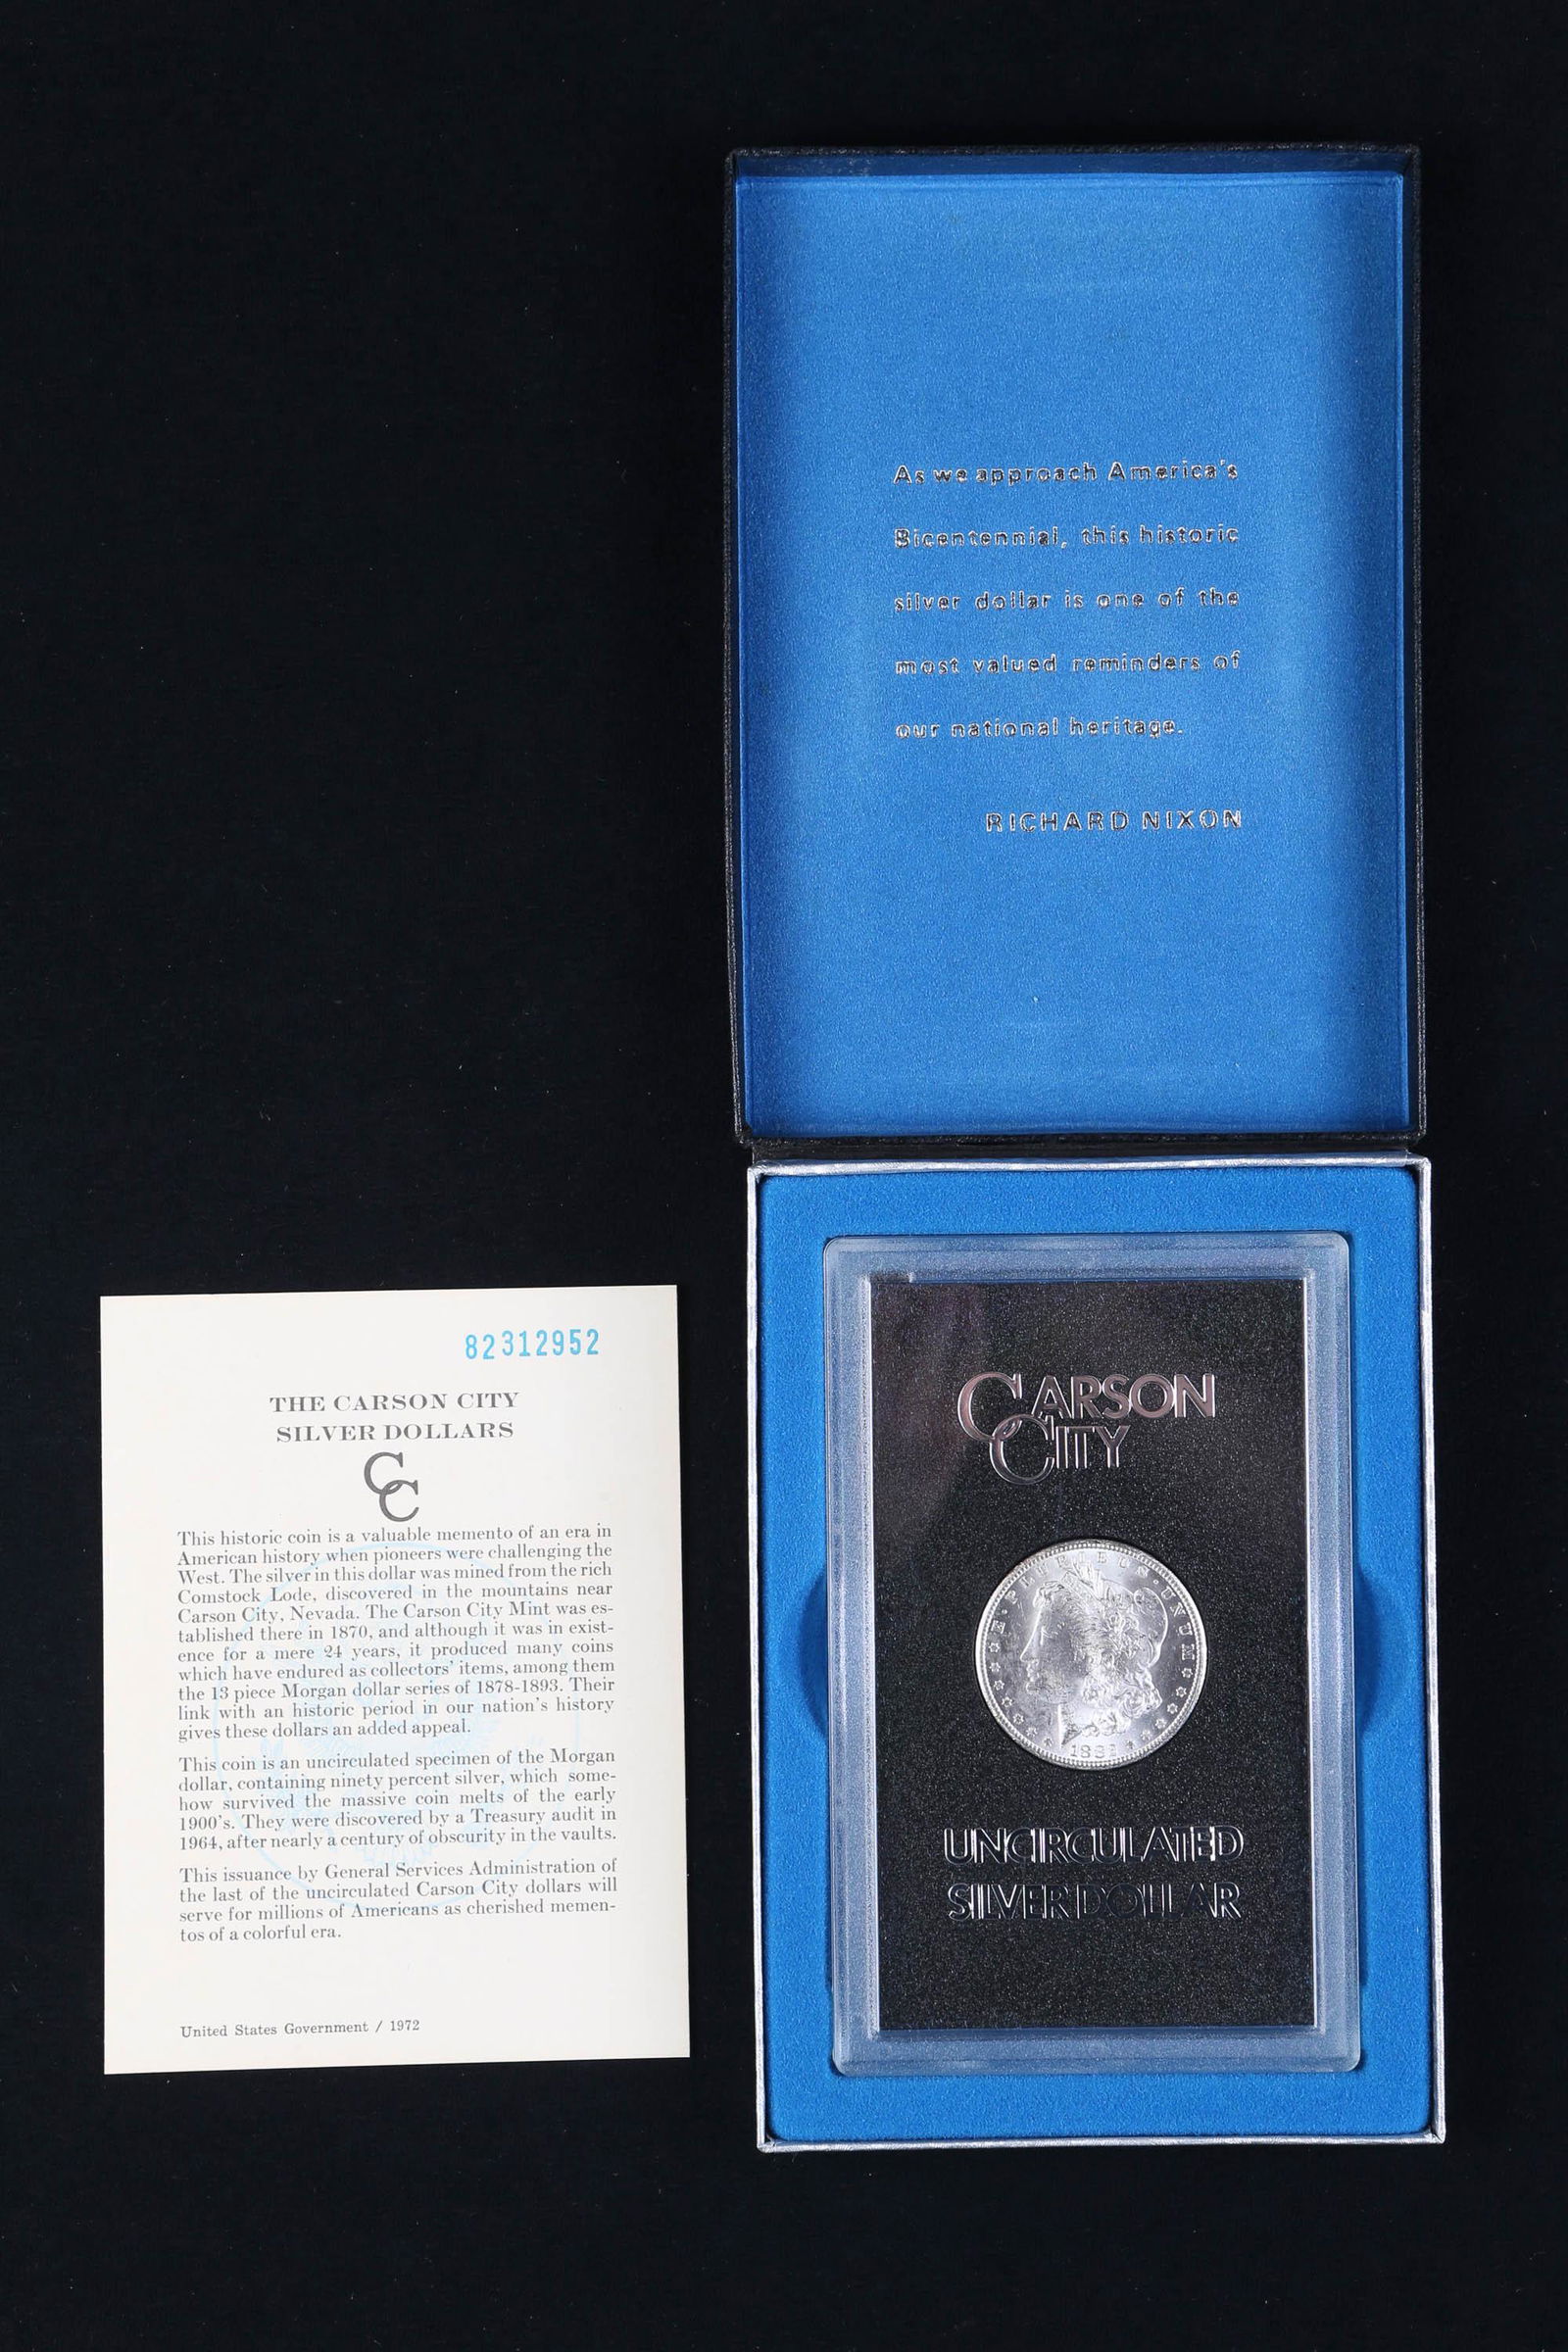 As we approach America's
Bicentennial, this historic
silver dollar is one of the
most valued reminders of
our national heritage.
RICHARD NIXON
82312952
THE CARSON CITY
SILVER DOLLARS
CC
This historic coin is a valuable memento of an era in
American history when pioneers were challenging the
West. The silver in this dollar was mined from the rich
Comstock Lode, discovered in the mountains near
Carson City, Nevada. The Carson City Mint was es-
tablished there in 1870, and although it was in exist-
ence for a mere 24 years, it produced many coins
which have endured as collectors' items, among them
the 13 piece Morgan dollar series of 1878-1893. Their
link with an historic period in our nation's history
gives these dollars an added appeal.
This coin is an uncirculated specimen of the Morgan
dollar, containing ninety percent silver, which some-
how survived the massive coin melts of the early
1900's. They were discovered by a Treasury audit in
1964, after nearly a century of obscurity in the vaults.
This issuance by General Services Administration of
the last of the uncirculated Carson City dollars will
serve for millions of Americans as cherished memen-
tos of a colorful era.
United States Government / 1972
CARSON
CITY
E·PLURIBUS·UNUM
UNCIRCULATED
SILVER DOLLAR